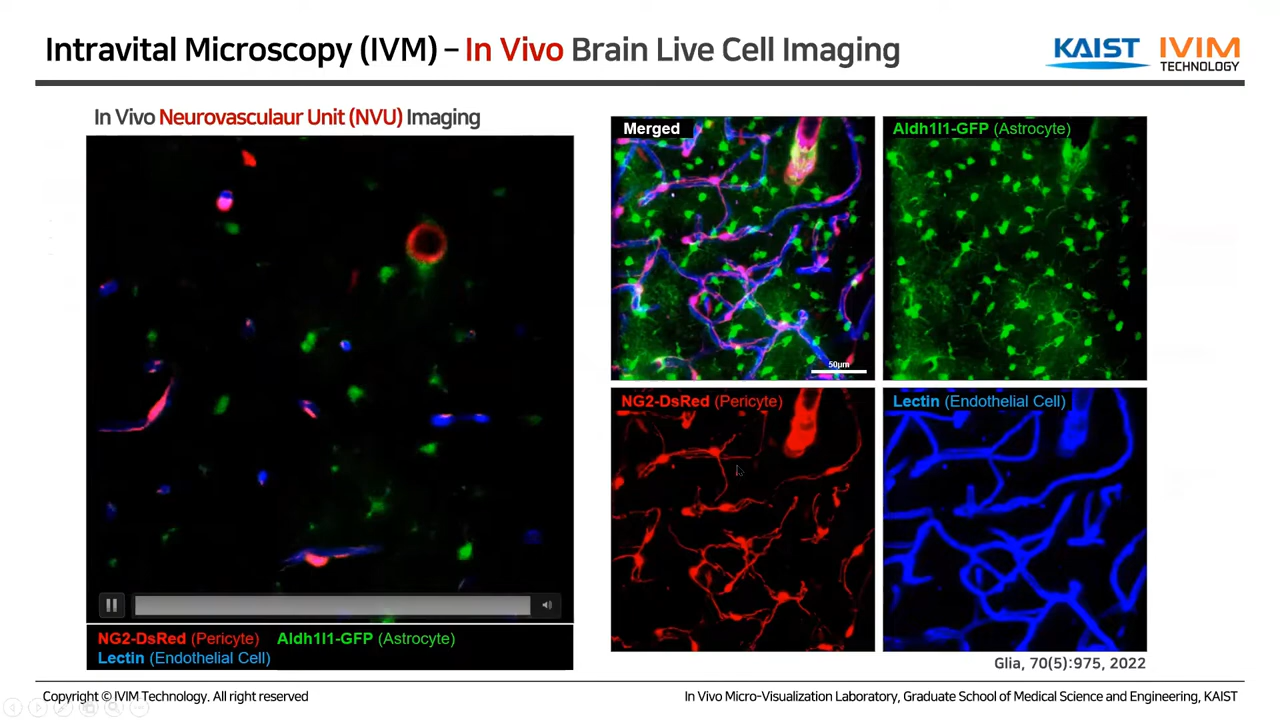 Intravital Microscopy (IVM) – In Vivo Brain Live Cell Imaging
KAIST
IVIM
TECHNOLOGY
In Vivo Neurovasculaur Unit (NVU) Imaging
Merged
50μm
Aldh1l1-GFP (Astrocyte)
NG2-DsRed (Pericyte)
Lectin (Endothelial Cell)
NG2-DsRed (Pericyte) Aldh1l1-GFP (Astrocyte)
Lectin (Endothelial Cell)
Glia, 70(5):975, 2022
Copyright © IVIM Technology. All right reserved
In Vivo Micro-Visualization Laboratory, Graduate School of Medical Science and Engineering, KAIST